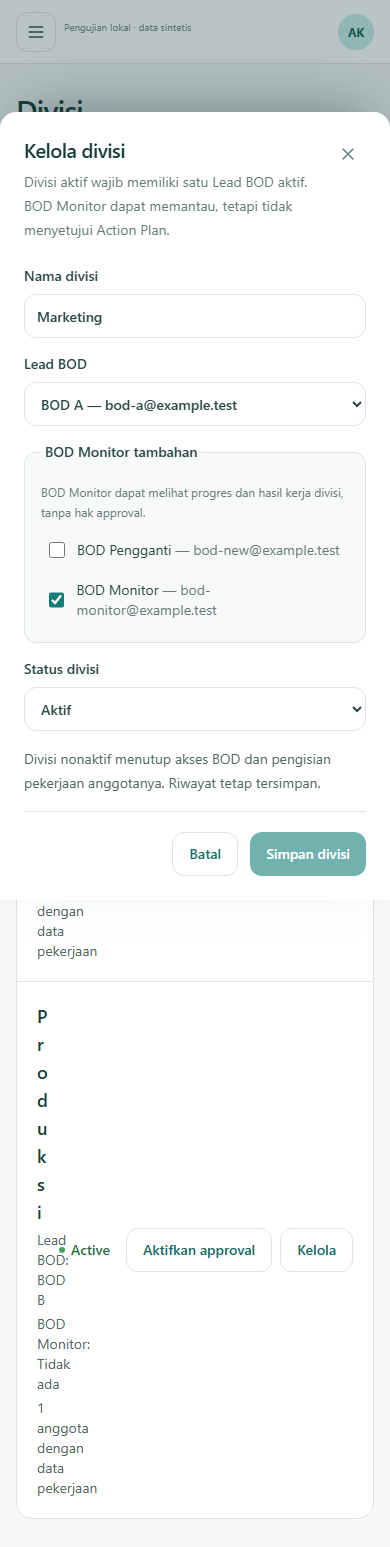 Pengujian lokal · data sintetis
AK
Divisi
Kelola divisi
Divisi aktif wajib memiliki satu Lead BOD aktif.
BOD Monitor dapat memantau, tetapi tidak
menyetujui Action Plan.
Nama divisi
Marketing
Lead BOD
BOD A — bod-a@example.test
BOD Monitor tambahan
BOD Monitor dapat melihat progres dan hasil kerja divisi,
tanpa hak approval.
BOD Pengganti — bod-new@example.test
BOD Monitor — bod-
monitor@example.test
Status divisi
Aktif
Divisi nonaktif menutup akses BOD dan pengisian
pekerjaan anggotanya. Riwayat tetap tersimpan.
Batal
Simpan divisi
dengan
data
pekerjaan
P
r
o
d
u
k
s
i
Lead
BOD:
BOD
B
BOD
Monitor:
Tidak
ada
1
anggota
dengan
data
pekerjaan
Active
Aktifkan approval
Kelola